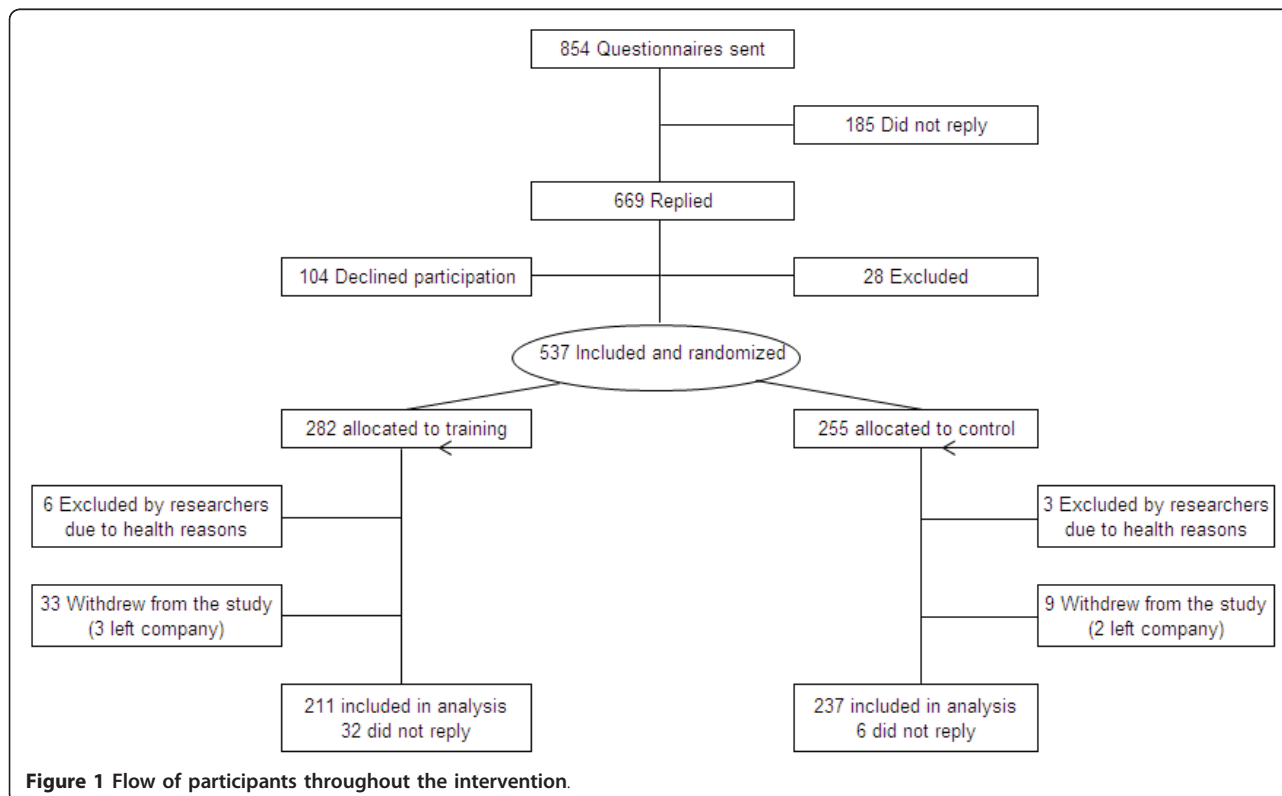 854 Questionnaires sent
185 Did not reply
669 Replied
104 Declined participation
28 Excluded
537 Included and randomized
282 allocated to training
255 allocated to control
6 Excluded by researchers
due to health reasons
3 Excluded by researchers
due to health reasons
33 Withdrew from the study
(3 left company)
9 Withdrew from the study
(2 left company)
211 included in analysis
32 did not reply
237 included in analysis
6 did not reply
Figure 1 Flow of participants throughout the intervention.